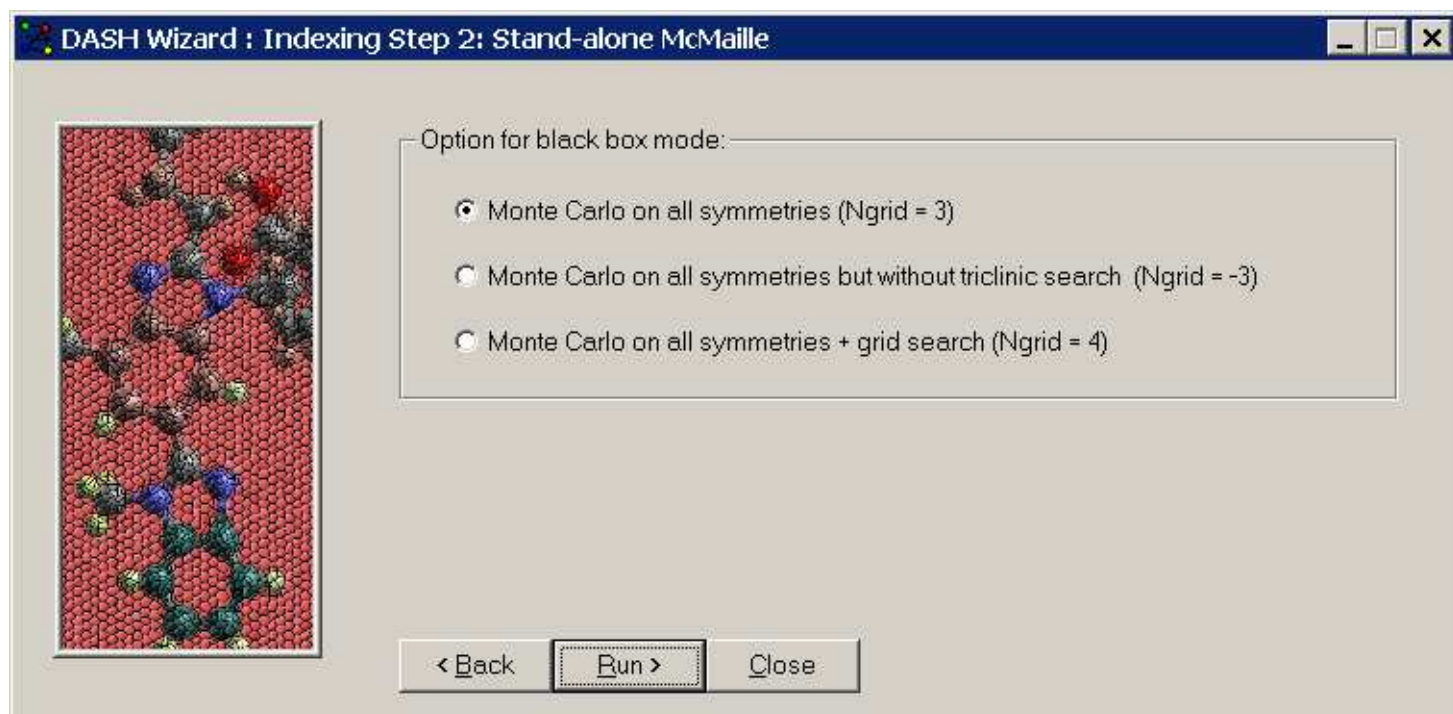 DASH Wizard : Indexing Step 2: Stand-alone McMaille
Option for black box mode:
Monte Carlo on all symmetries (Ngrid = 3)
Monte Carlo on all symmetries but without triclinic search (Ngrid = -3)
Monte Carlo on all symmetries + grid search (Ngrid = 4)
< Back Run > Close